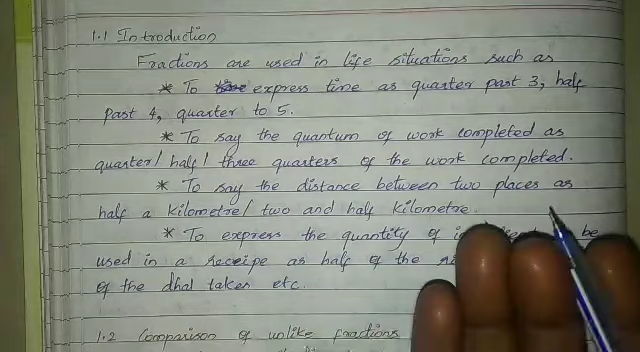 1.1 Introduction
Fractions are used in life situations such as
* To express time as quarter past 3, half
past 4, quarter to 5.
* To say the quantum of work completed as
quarter/ half/ three quarters of the work completed.
* To say the distance between two places as
half a kilometre/ two and half kilometre.
* To express the quantity of be
used in a receipe as half of the
of the dhal taken etc.
1.2 Comparison of unlike fractions